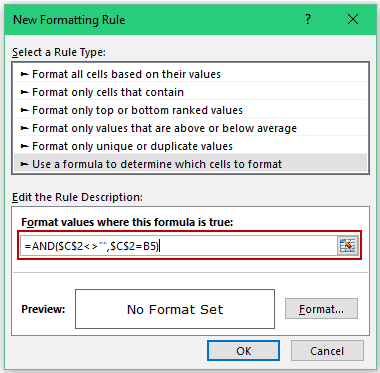 New Formatting Rule
Select a Rule Type:
► Format all cells based on their values
► Format only cells that contain
► Format only top or bottom ranked values
► Format only values that are above or below average
► Format only unique or duplicate values
► Use a formula to determine which cells to format
Edit the Rule Description:
Format values where this formula is true:
=AND($C$2<>"",$C$2=B5)
Preview:
No Format Set
Format...
OK
Cancel